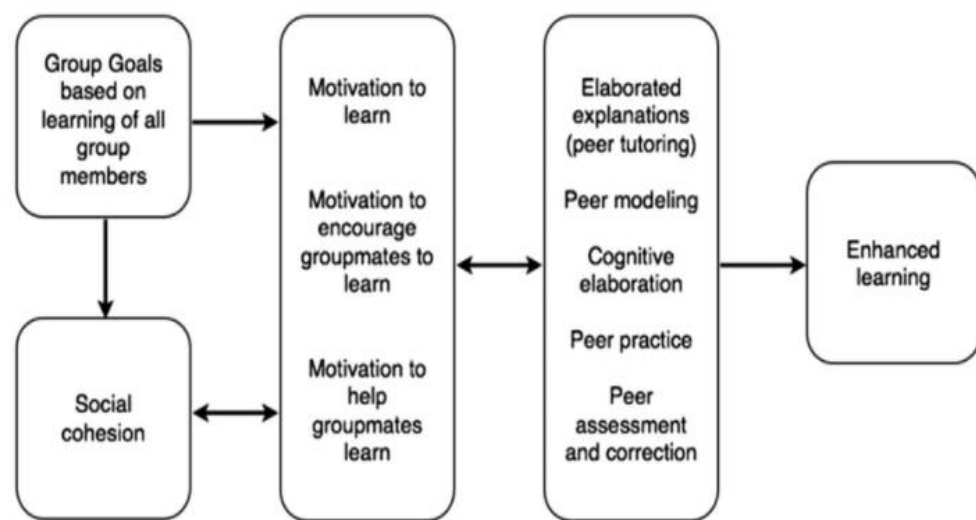 Group Goals
based on
learning of all
group
members
Social
cohesion
Motivation to
learn
Motivation to
encourage
groupmates to
learn
Motivation to
help
groupmates
learn
Elaborated
explanations
(peer tutoring)
Peer modeling
Cognitive
elaboration
Peer practice
Peer
assessment
and correction
Enhanced
learning